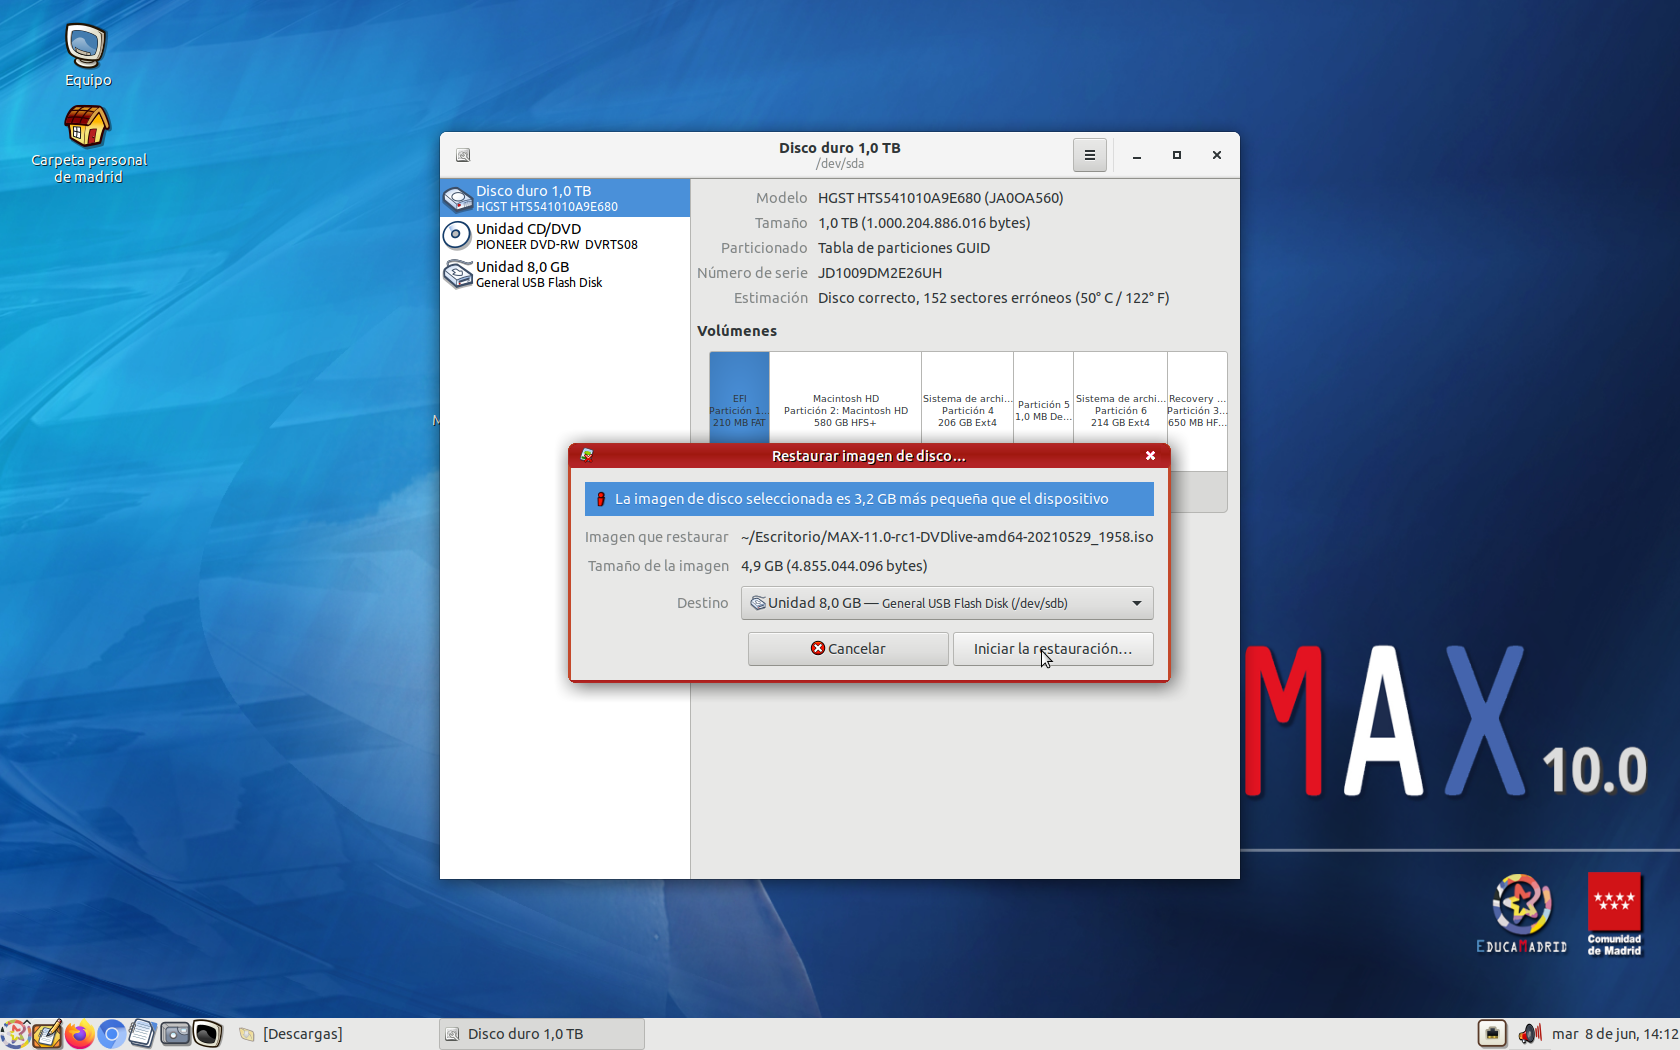 Equipo
Carpeta personal
de madrid
Disco duro 1,0 TB
/dev/sda
Disco duro 1,0 TB
HGST HTS541010A9E680
Unidad CD/DVD
PIONEER DVD-RW  DVRTS08
Unidad 8,0 GB
General USB Flash Disk
Modelo HGST HTS541010A9E680 (JA0OA560)
Tamaño 1,0 TB (1.000.204.886.016 bytes)
Particionado Tabla de particiones GUID
Número de serie JD1009DM2E26UH
Estimación Disco correcto, 152 sectores erróneos (50° C / 122° F)
Volúmenes
EFI
Partición 1...
210 MB FAT
Macintosh HD
Partición 2: Macintosh HD
580 GB HFS+
Sistema de archi...
Partición 4
206 GB Ext4
Partición 5
1,0 MB De...
Sistema de archi...
Partición 6
214 GB Ext4
Recovery ...
Partición 3...
650 MB HF...
M
Restaurar imagen de disco...
La imagen de disco seleccionada es 3,2 GB más pequeña que el dispositivo
Imagen que restaurar ~/Escritorio/MAX-11.0-rc1-DVDlive-amd64-20210529_1958.iso
Tamaño de la imagen 4,9 GB (4.855.044.096 bytes)
Destino Unidad 8,0 GB — General USB Flash Disk (/dev/sdb)
Cancelar
Iniciar la restauración...
MAX 10.0
EDUCAMADRID
Comunidad
de Madrid
[Descargas]
Disco duro 1,0 TB
mar  8 de jun, 14:12